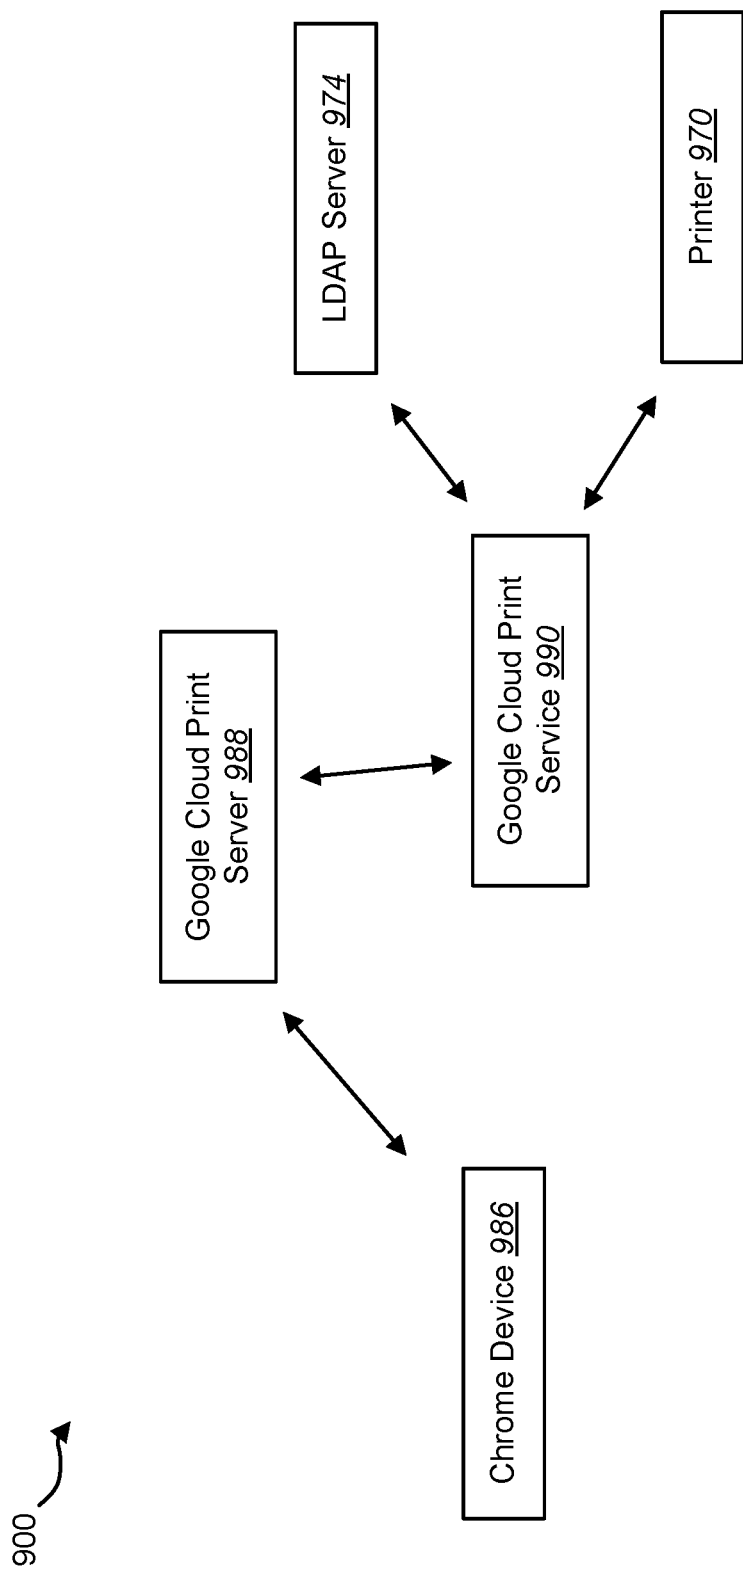 900
Chrome Device 986
Google Cloud Print
Server 988
Google Cloud Print
Service 990
LDAP Server 974
Printer 970